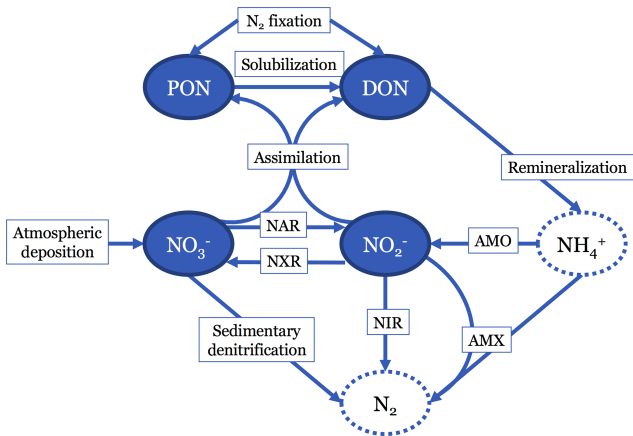 N₂ fixation
PON
Solubilization
DON
Assimilation
Remineralization
Atmospheric
deposition
NO₃⁻
NAR
NXR
NO₂⁻
AMO
NH₄⁺
Sedimentary
denitrification
NIR
AMX
N₂